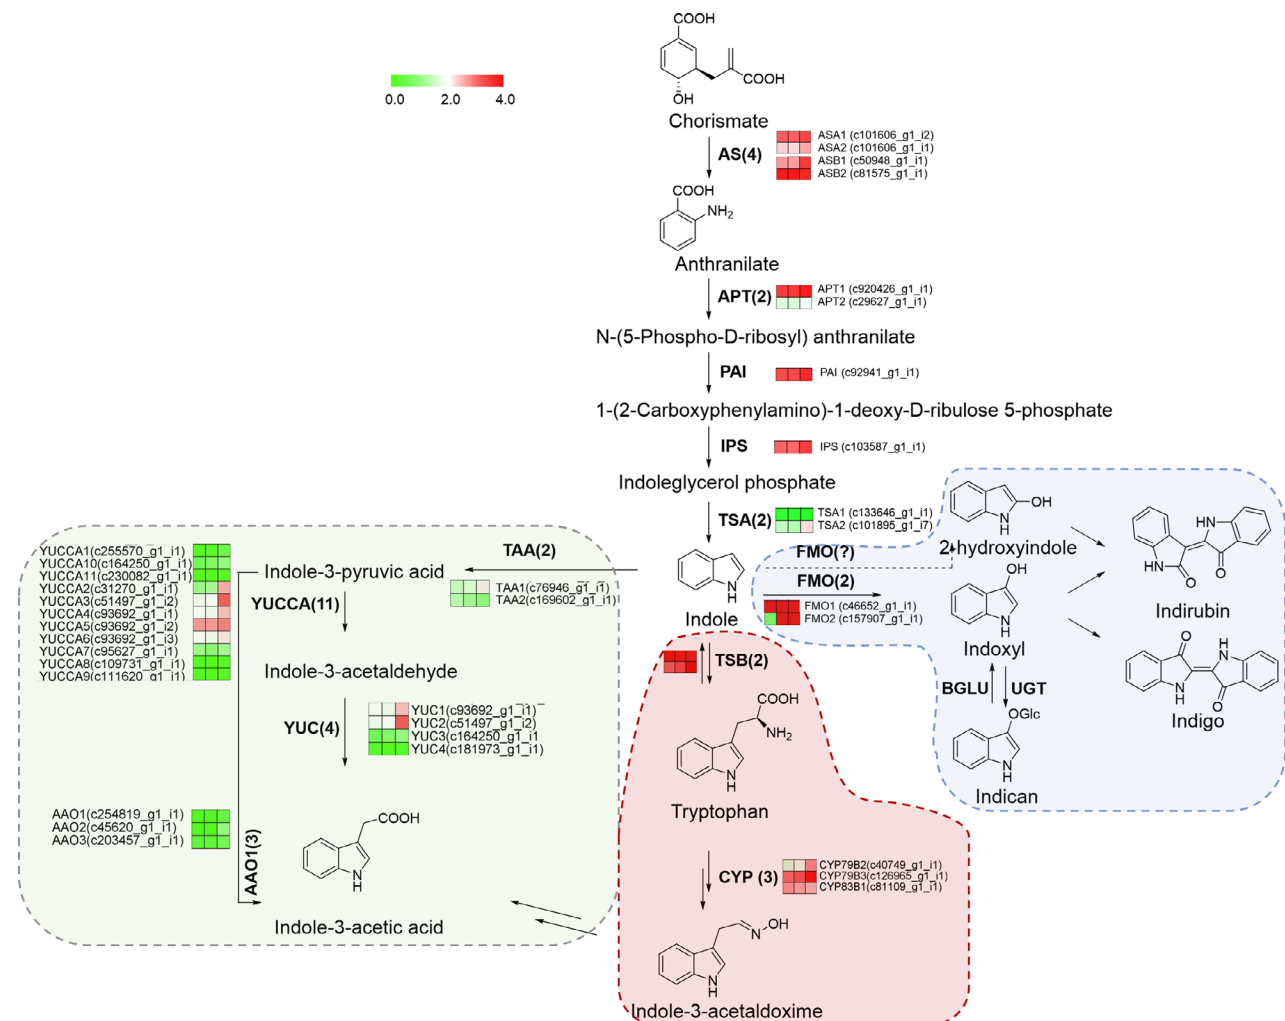 COOH
COOH
OH
Chorismate
0.0 2.0 4.0
AS(4)
ASA1 (c101606_g1_i2)
ASA2 (c101606_g1_i1)
ASB1 (c50948_g1_i1)
ASB2 (c81575_g1_i1)
COOH
NH2
Anthranilate
APT(2)
APT1 (c920426_g1_i1)
APT2 (c29627_g1_i1)
N-(5-Phospho-D-ribosyl) anthranilate
PAI
PAI (c92941_g1_i1)
1-(2-Carboxyphenylamino)-1-deoxy-D-ribulose 5-phosphate
IPS
IPS (c103587_g1_i1)
Indoleglycerol phosphate
TSA(2)
TSA1 (c133646_g1_i1)
TSA2 (c101895_g1_i7)
N
H
Indole
FMO(?)
FMO(2)
FMO1 (c46652_g1_i1)
FMO2 (c157907_g1_i1)
OH
N
H
2-hydroxyindole
OH
N
H
Indoxyl
BGLU UGT
OGlc
N
H
Indican
HN
O
HN
O
Indirubin
O
H
N
N
H
O
Indigo
TAA(2)
TAA1(c76946_g1_i1)
TAA2(c169602_g1_i1)
YUCCA1(c255570_g1_i1)
YUCCA10(c164250_g1_i1)
YUCCA11(c230082_g1_i1)
YUCCA2(c31270_g1_i1)
YUCCA3(c51497_g1_i2)
YUCCA4(c93692_g1_i1)
YUCCA5(c93692_g1_i2)
YUCCA6(c93692_g1_i3)
YUCCA7(c95627_g1_i1)
YUCCA8(c109731_g1_i1)
YUCCA9(c111620_g1_i1)
Indole-3-pyruvic acid
YUCCA(11)
Indole-3-acetaldehyde
YUC(4)
YUC1(c93692_g1_i1)
YUC2(c51497_g1_i2)
YUC3(c164250_g1_i1
YUC4(c181973_g1_i1)
AAO1(c254819_g1_i1)
AAO2(c45620_g1_i1)
AAO3(c203457_g1_i1)
AAO1(3)
COOH
N
H
Indole-3-acetic acid
TSB(2)
COOH
NH2
N
H
Tryptophan
CYP (3)
CYP79B2(c40749_g1_i1)
CYP79B3(c126965_g1_i1)
CYP83B1(c81109_g1_i1)
OH
N
N
H
Indole-3-acetaldoxime